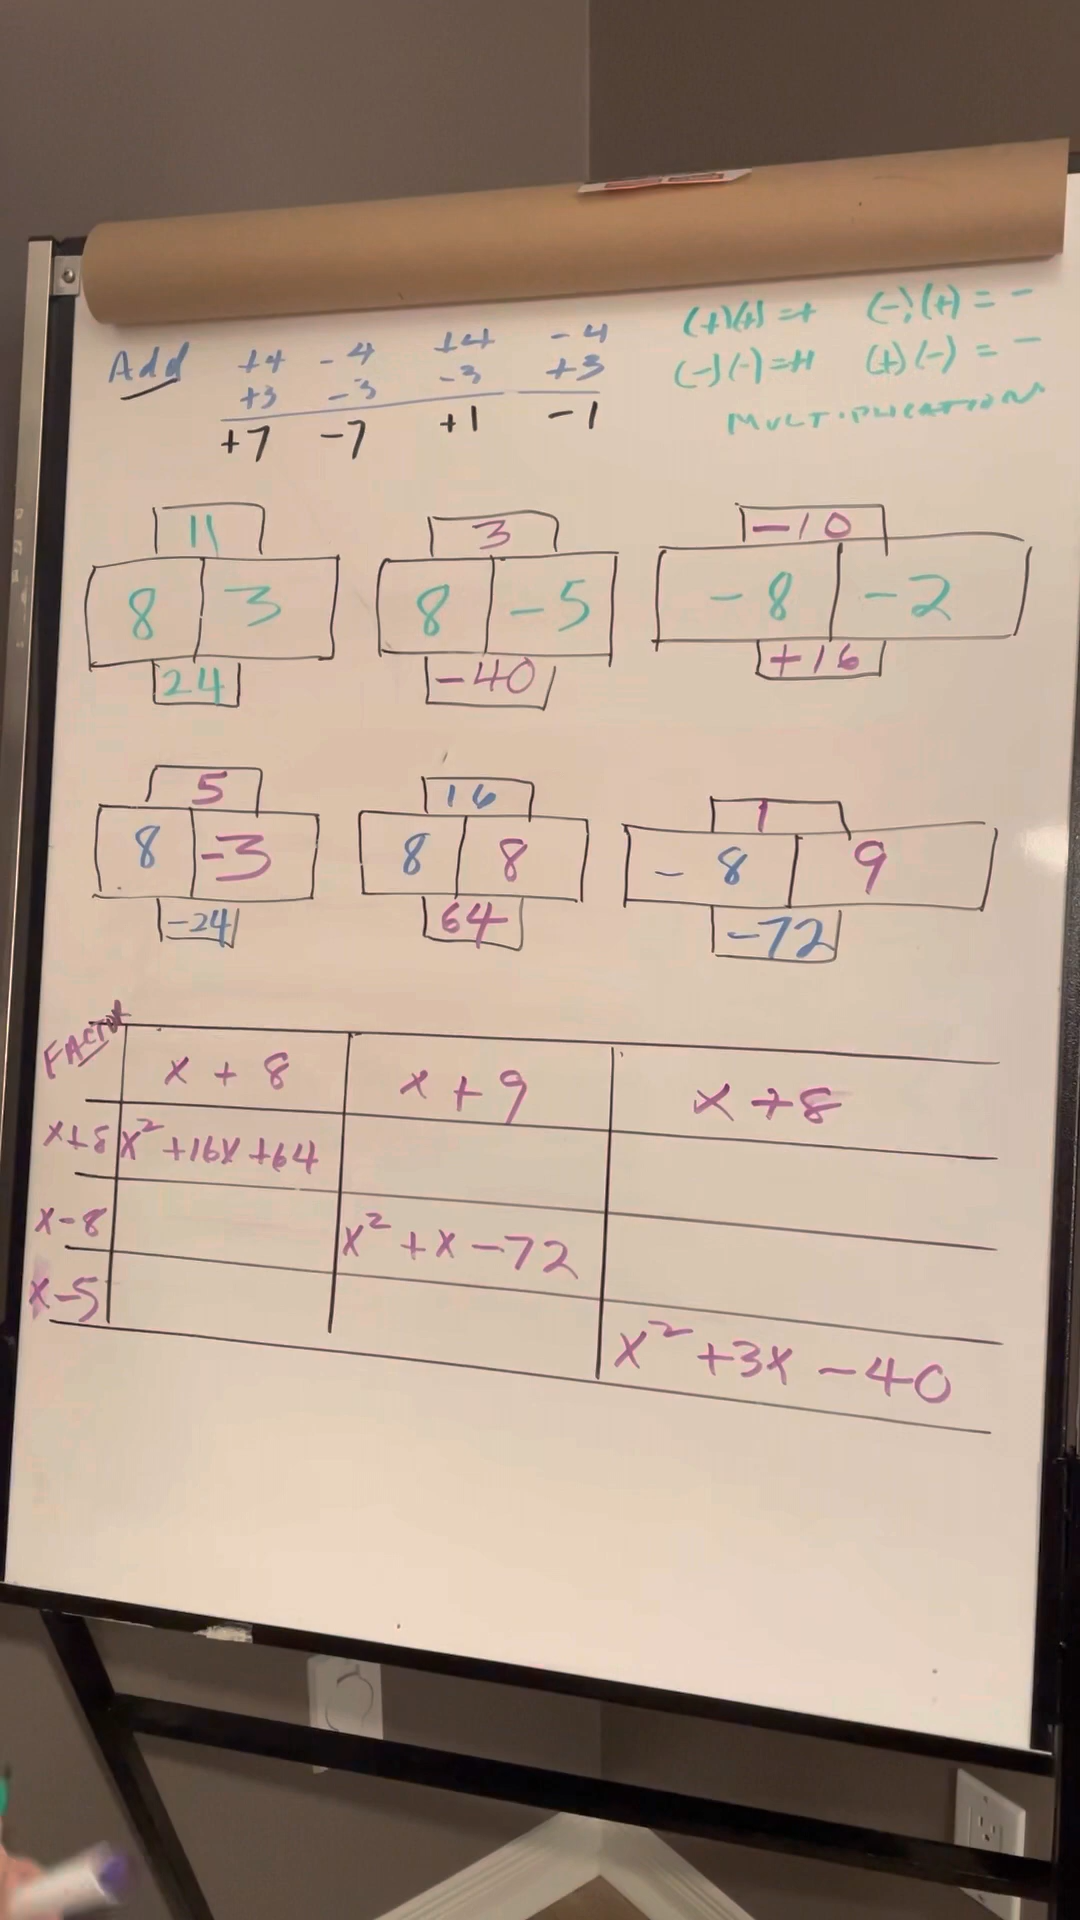 Add +4 -4 +4 -4
+3 -3 -3 +3
+7 -7 +1 -1
(+)(+)=+ (-)(+) = -
(-)(-)=+ (+)(-) = -
MULTIPLICATION
11 3 -10
8 3 8 -5 -8 -2
24 -40 +16
5 16 1
8 -3 8 8 -8 9
-24 64 -72
FACTOR
x + 8 x + 9 x + 8
x+8 x² +16x +64
x-8 x² + x - 72
x-5 x² + 3x - 40